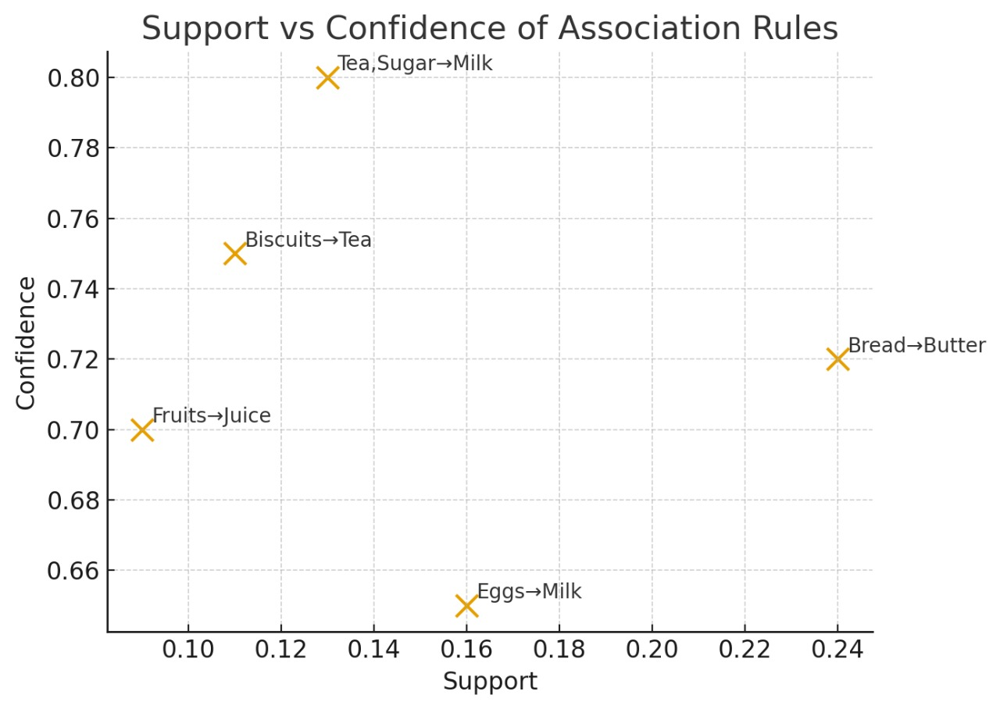 Support vs Confidence of Association Rules
Tea,Sugar→Milk
Biscuits→Tea
Bread→Butter
Fruits→Juice
Eggs→Milk
Confidence
0.80
0.78
0.76
0.74
0.72
0.70
0.68
0.66
0.10 0.12 0.14 0.16 0.18 0.20 0.22 0.24
Support